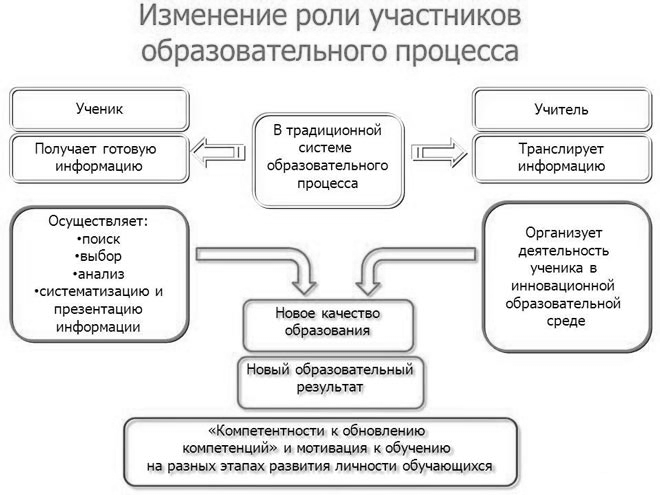 Изменение роли участников
образовательного процесса
Ученик
Получает готовую
информацию
В традиционной
системе
образовательного
процесса
Учитель
Транслирует
информацию
Осуществляет:
•поиск
•выбор
•анализ
•систематизацию и
презентацию
информации
Организует
деятельность
ученика в
инновационной
образовательной
среде
Новое качество
образования
Новый образовательный
результат
«Компетентности к обновлению
компетенций» и мотивация к обучению
на разных этапах развития личности обучающихся